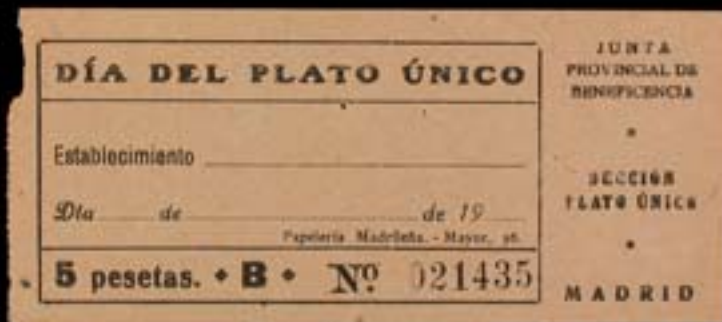 DÍA DEL PLATO ÚNICO
Establecimiento
Día de de 19
Papelería Madrileña. - Mayor, 96.
5 pesetas. • B • Nº 021435
JUNTA
PROVINCIAL DE
BENEFICENCIA
•
SECCIÓN
PLATO ÚNICO
•
MADRID